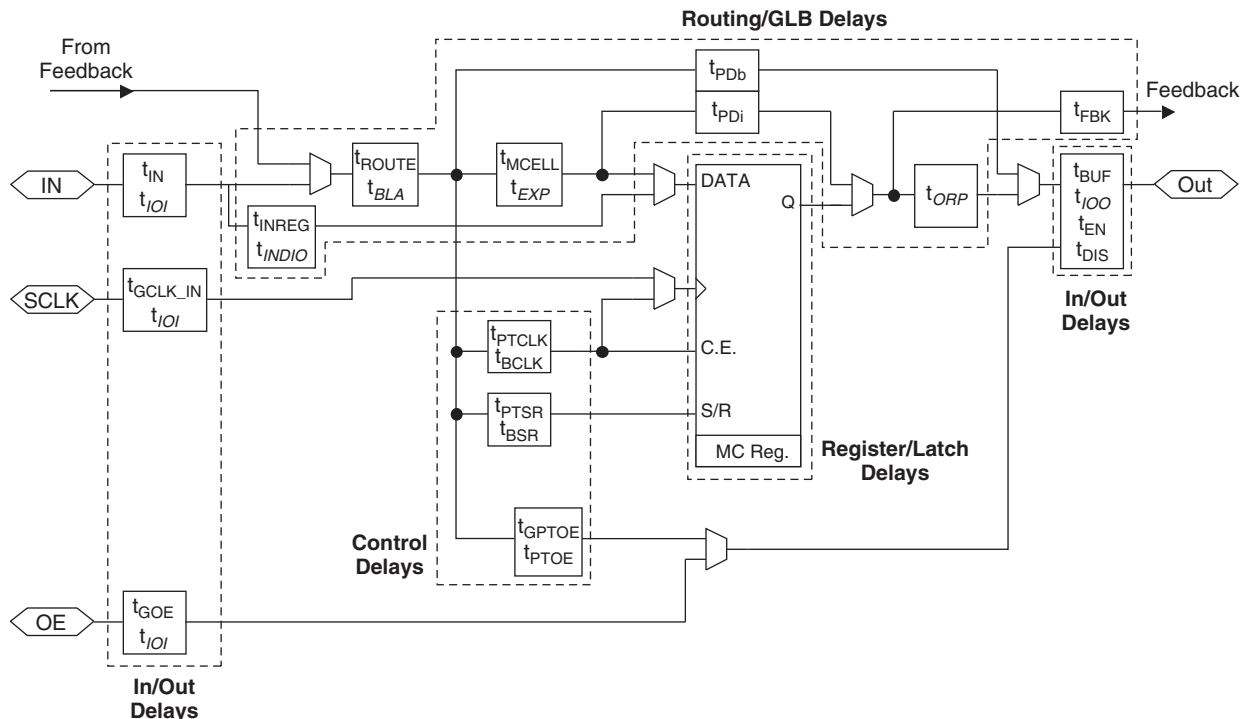 Routing/GLB Delays
From
Feedback
tPDb
tPDi
tFBK
Feedback
IN
tIN
tIOI
tROUTE
tBLA
tMCELL
tEXP
DATA
Q
tORP
tBUF
tIOO
tEN
tDIS
Out
tINREG
tINDIO
SCLK
tGCLK_IN
tIOI
In/Out
Delays
tPTCLK
tBCLK
C.E.
tPTSR
tBSR
S/R
MC Reg.
Register/Latch
Delays
Control
Delays
tGPTOE
tPTOE
OE
tGOE
tIOI
In/Out
Delays